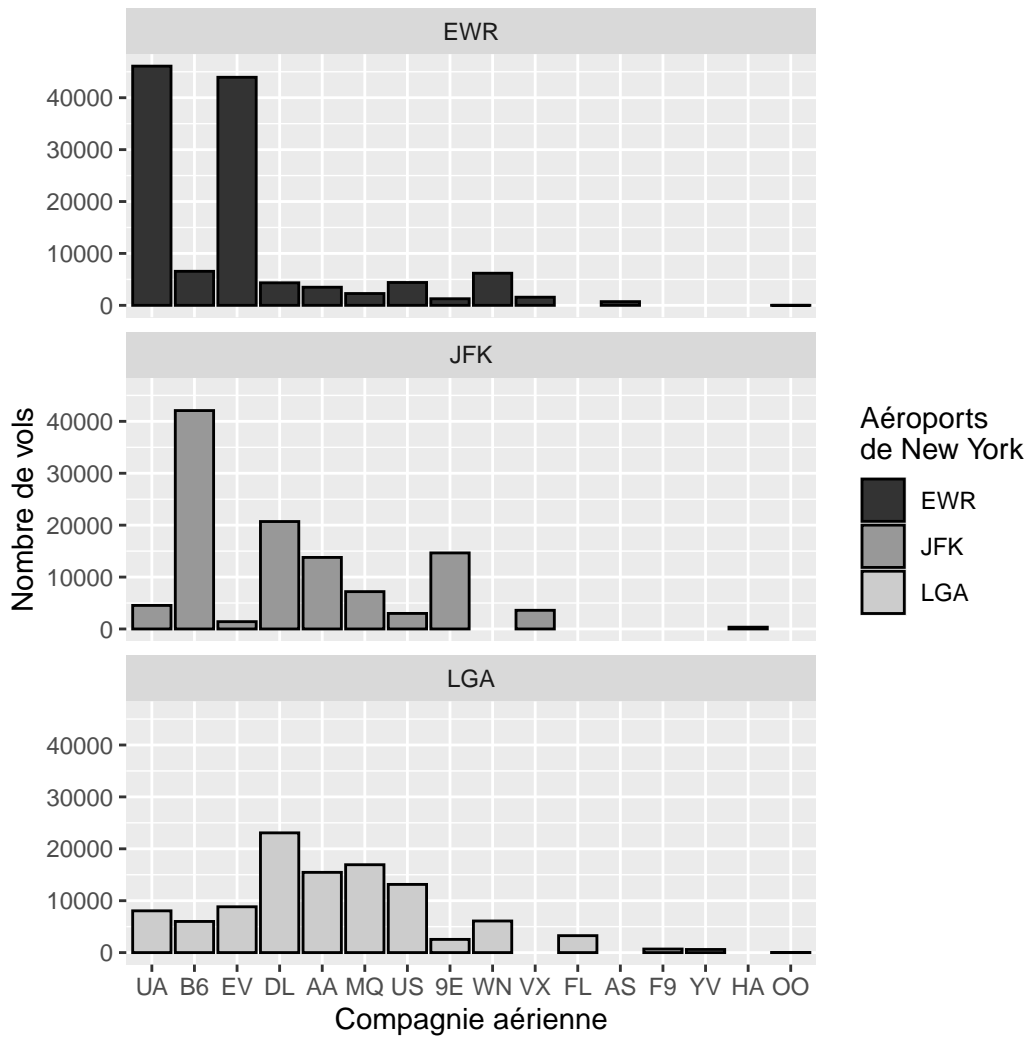 EWR
40000
30000
20000
10000
0
JFK
40000
30000
20000
10000
0
LGA
40000
30000
20000
10000
0
UA B6 EV DL AA MQ US 9E WN VX FL AS F9 YV HA OO
Compagnie aérienne
Nombre de vols
Aéroports
de New York
EWR
JFK
LGA